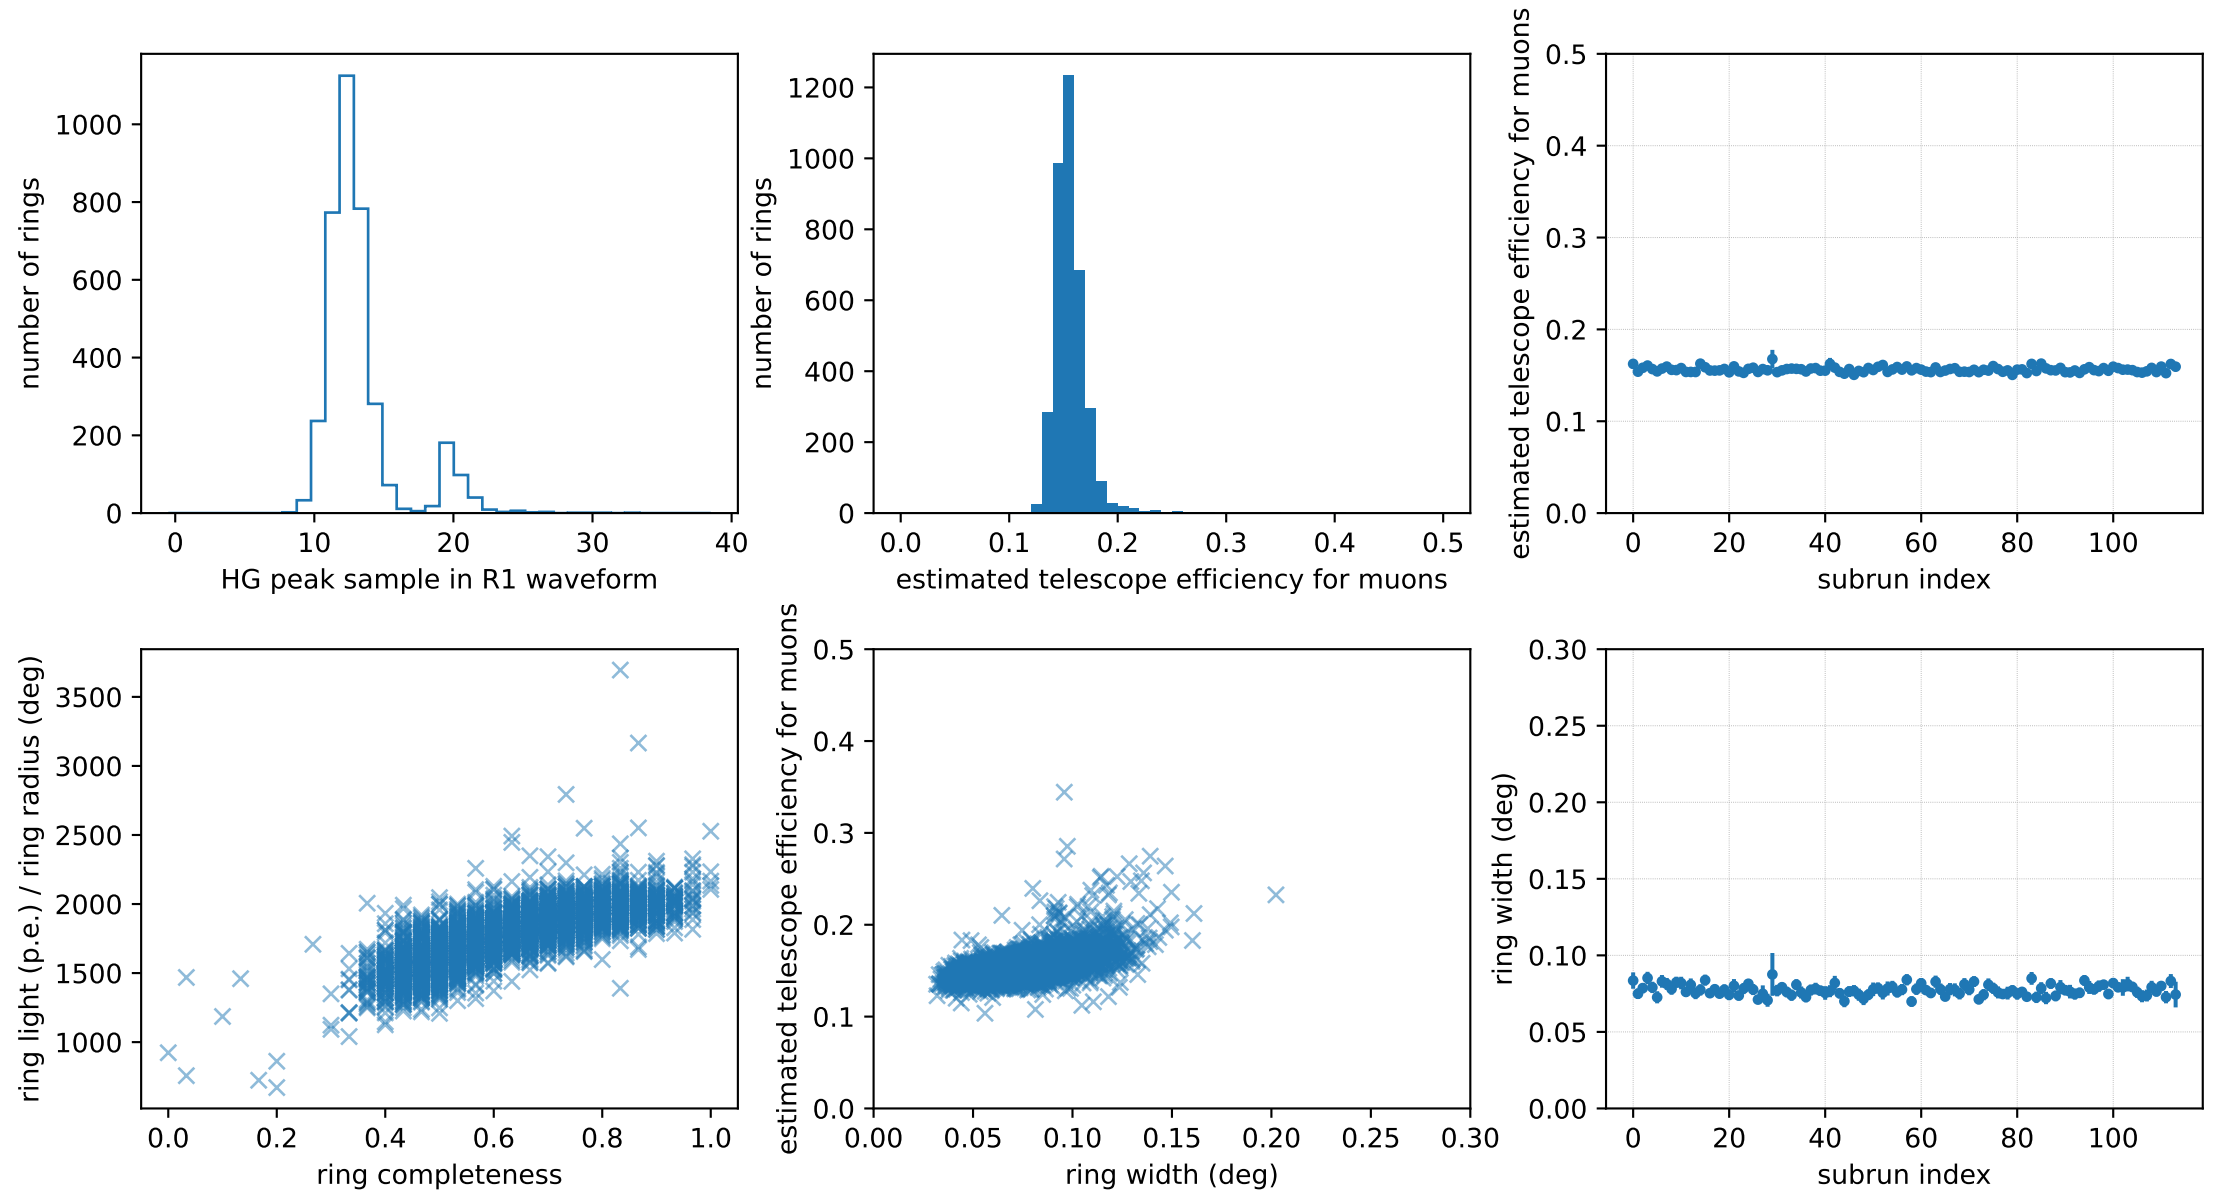 number of rings
1000
800
600
400
200
0
0 10 20 30 40
HG peak sample in R1 waveform
number of rings
1200
1000
800
600
400
200
0
0.0 0.1 0.2 0.3 0.4 0.5
estimated telescope efficiency for muons
estimated telescope efficiency for muons
0.5
0.4
0.3
0.2
0.1
0.0
0 20 40 60 80 100
subrun index
ring light (p.e.) / ring radius (deg)
3500
3000
2500
2000
1500
1000
0.0 0.2 0.4 0.6 0.8 1.0
ring completeness
estimated telescope efficiency for muons
0.5
0.4
0.3
0.2
0.1
0.0
0.00 0.05 0.10 0.15 0.20 0.25 0.30
ring width (deg)
ring width (deg)
0.30
0.25
0.20
0.15
0.10
0.05
0.00
0 20 40 60 80 100
subrun index